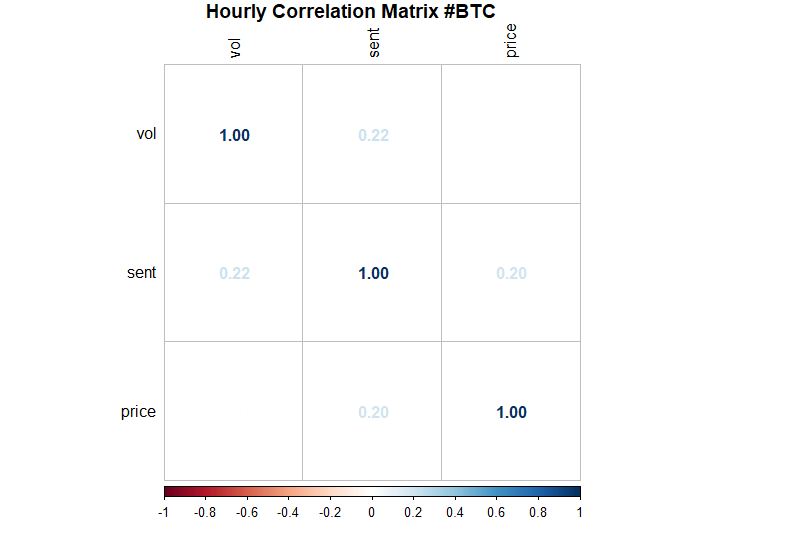 Hourly Correlation Matrix #BTC
vol sent price
vol 1.00 0.22
sent 0.22 1.00 0.20
price 0.20 1.00
-1 -0.8 -0.6 -0.4 -0.2 0 0.2 0.4 0.6 0.8 1